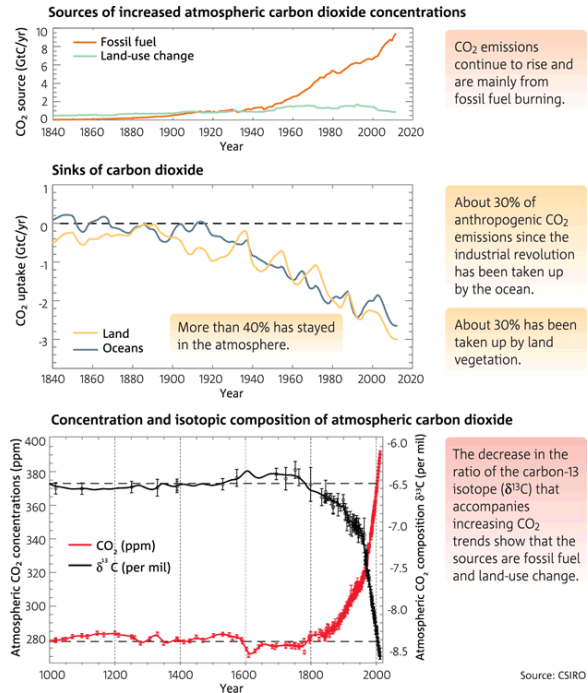 Sources of increased atmospheric carbon dioxide concentrations
CO₂ source (GtC/yr)
10
8
6
4
2
0
Fossil fuel
Land-use change
1840 1860 1880 1900 1920 1940 1960 1980 2000 2020
Year
CO₂ emissions
continue to rise and
are mainly from
fossil fuel burning.
Sinks of carbon dioxide
CO₂ uptake (GtC/yr)
1
0
-1
-2
-3
Land
Oceans
More than 40% has stayed
in the atmosphere.
1840 1860 1880 1900 1920 1940 1960 1980 2000 2020
Year
About 30% of
anthropogenic CO₂
emissions since the
industrial revolution
has been taken up
by the ocean.
About 30% has been
taken up by land
vegetation.
Concentration and isotopic composition of atmospheric carbon dioxide
Atmospheric CO₂ concentrations (ppm)
400
380
360
340
320
300
280
CO₂ (ppm)
δ¹³ C (per mil)
-6.0
-6.5
-7.0
-7.5
-8.0
-8.5
Atmospheric CO₂ composition δ¹³C (per mil)
1000 1200 1400 1600 1800 2000
Year
The decrease in the
ratio of the carbon-13
isotope (δ¹³C) that
accompanies
increasing CO₂
trends show that the
sources are fossil fuel
and land-use change.
Source: CSIRO